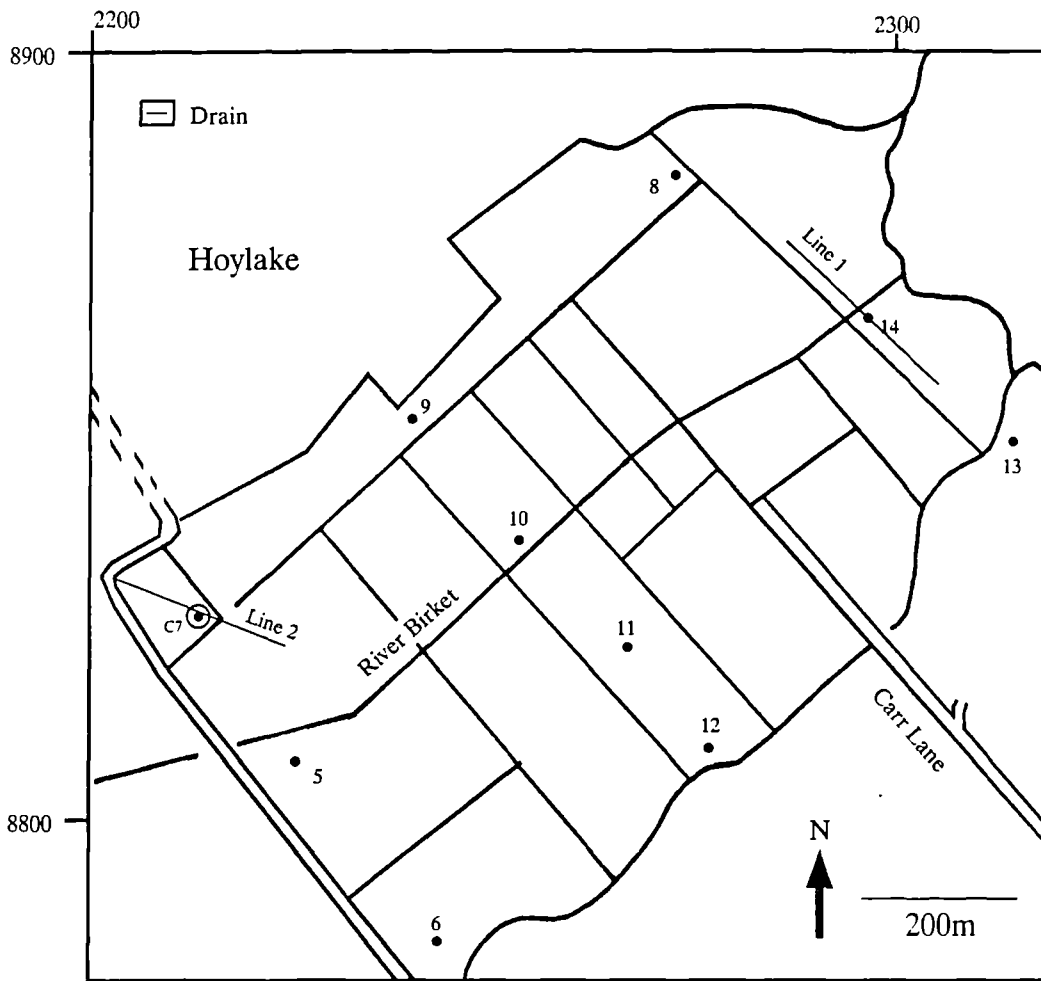 2200
2300
8900
Drain
8
Hoylake
Line 1
14
9
13
10
C7
Line 2
River Birket
11
12
5
Carr Lane
8800
N
6
200m